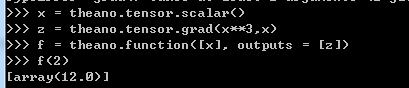 >>> x = theano.tensor.scalar()
>>> z = theano.tensor.grad(x**3,x)
>>> f = theano.function([x], outputs = [z])
>>> f(2)
[array(12.0)]